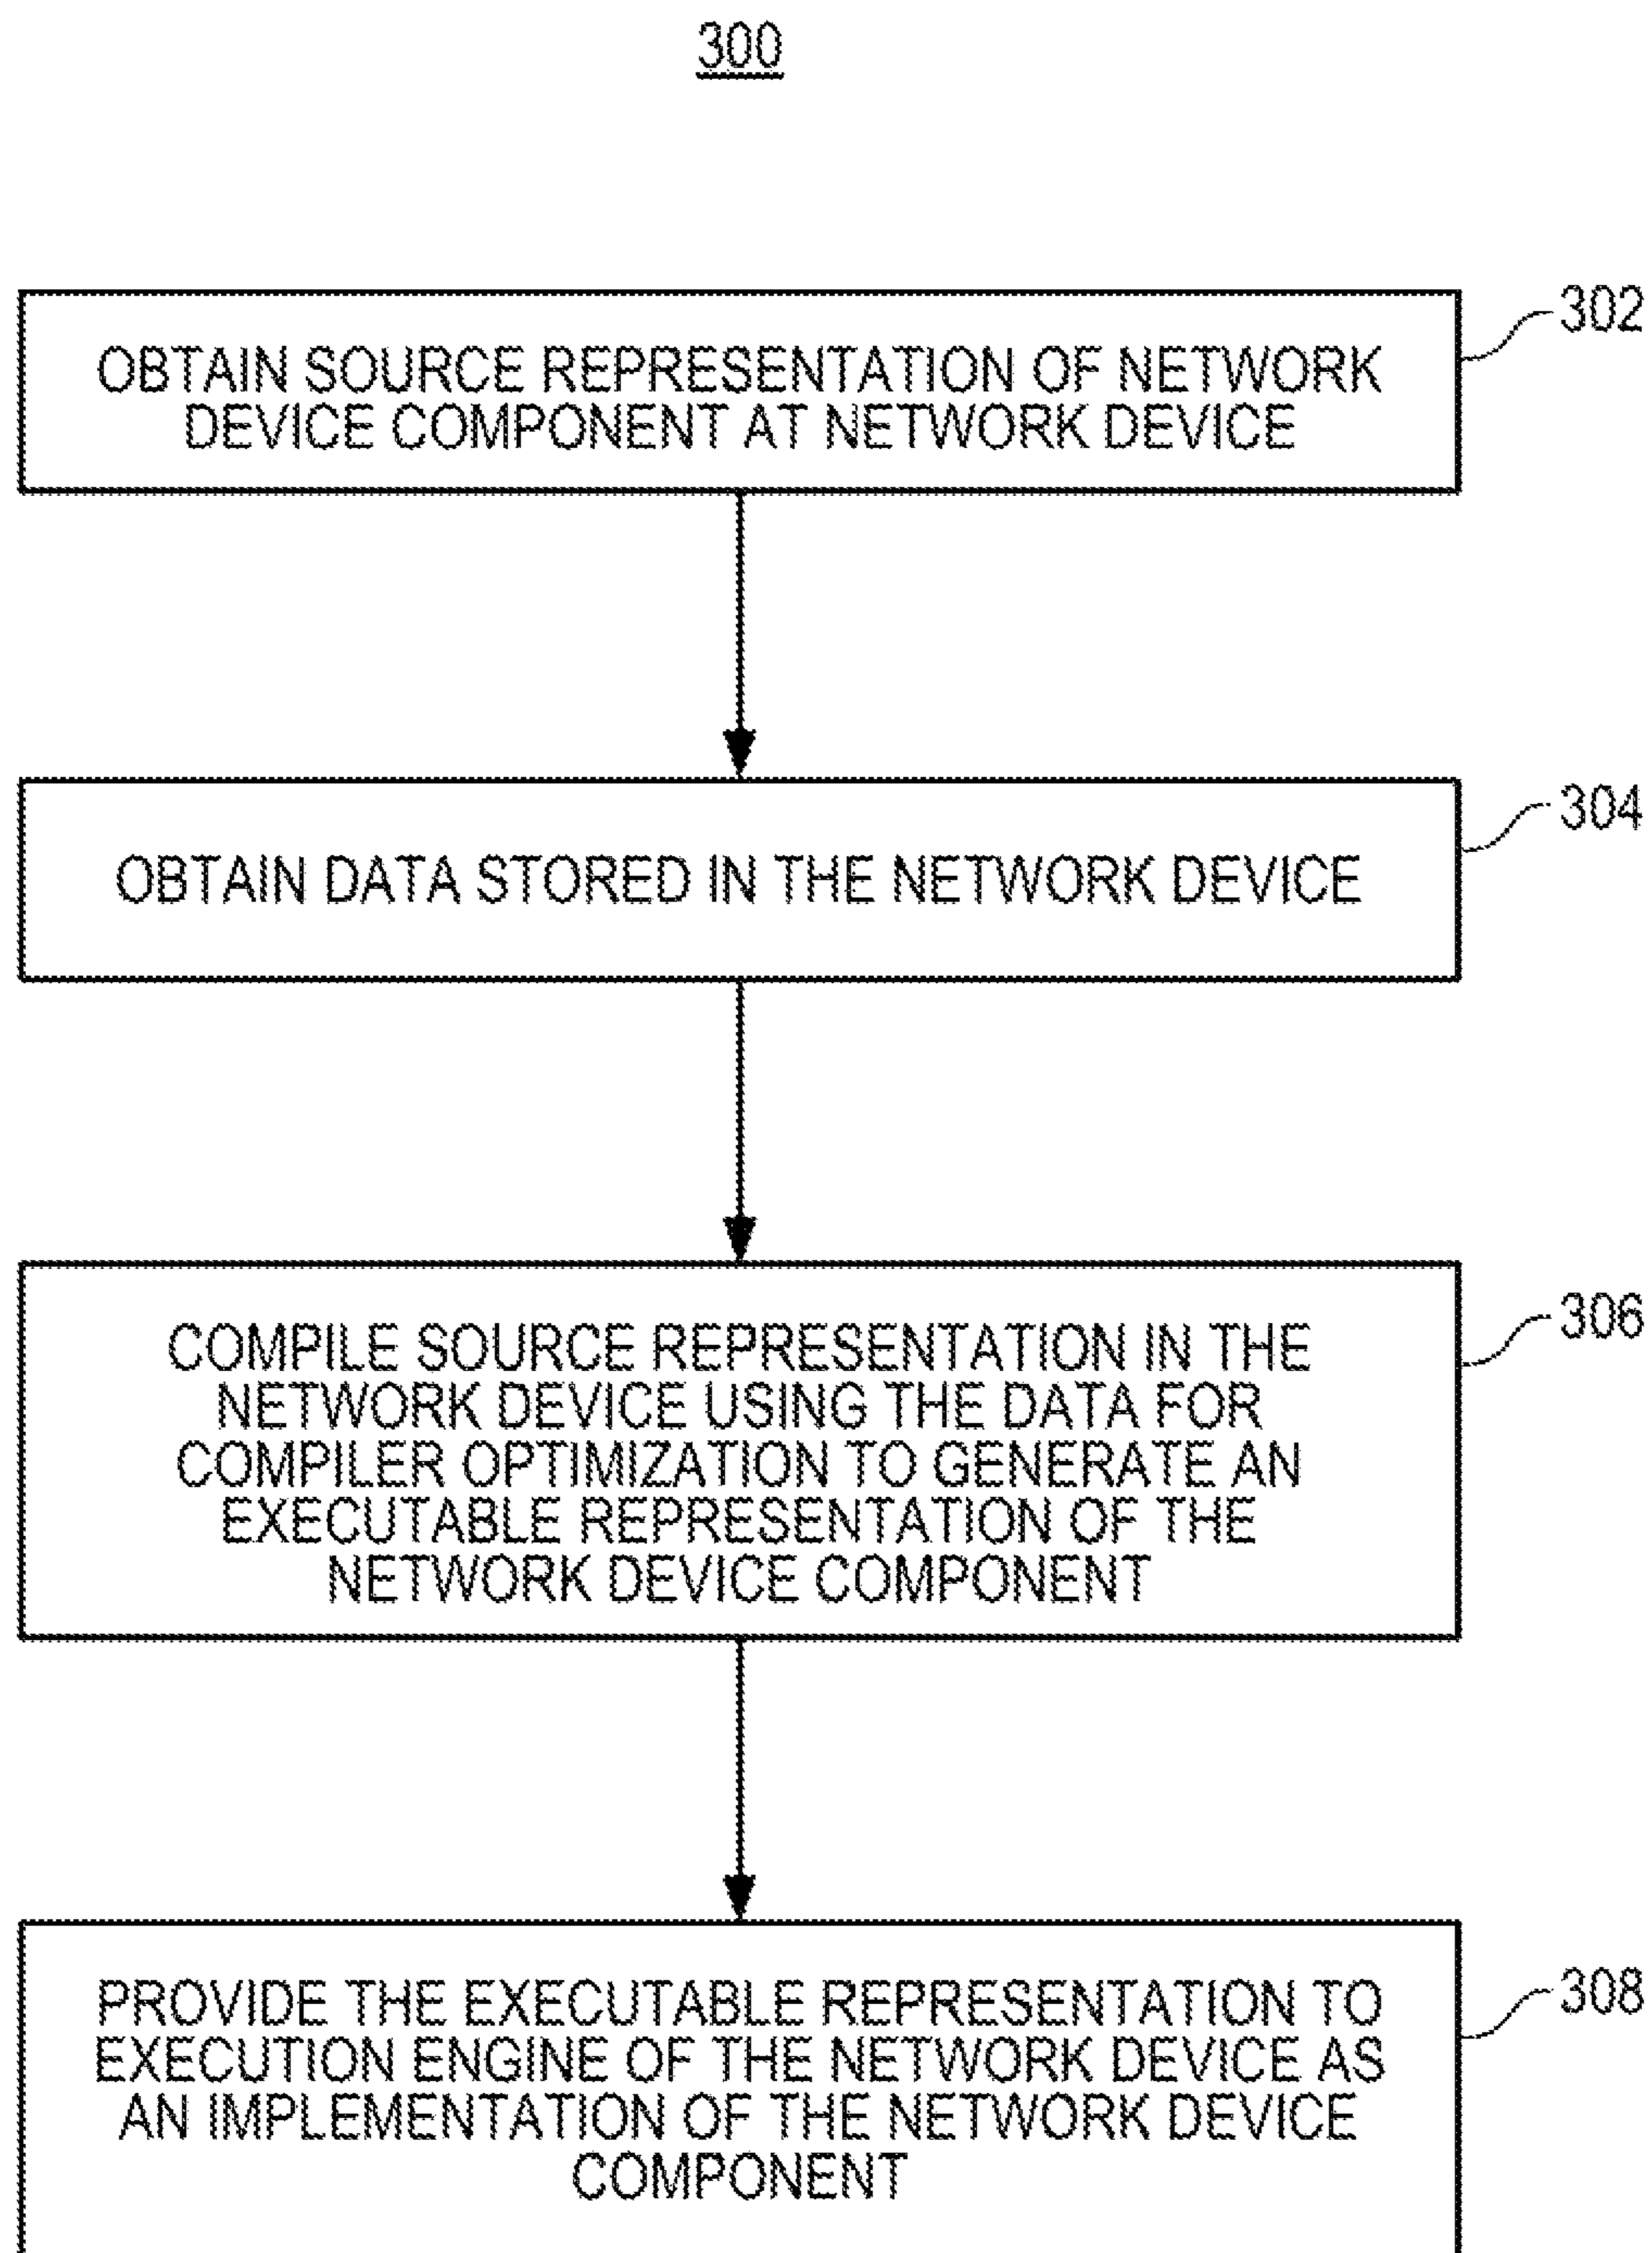 300
302
OBTAIN SOURCE REPRESENTATION OF NETWORK
DEVICE COMPONENT AT NETWORK DEVICE
304
OBTAIN DATA STORED IN THE NETWORK DEVICE
306
COMPILE SOURCE REPRESENTATION IN THE
NETWORK DEVICE USING THE DATA FOR
COMPILER OPTIMIZATION TO GENERATE AN
EXECUTABLE REPRESENTATION OF THE
NETWORK DEVICE COMPONENT
308
PROVIDE THE EXECUTABLE REPRESENTATION TO
EXECUTION ENGINE OF THE NETWORK DEVICE AS
AN IMPLEMENTATION OF THE NETWORK DEVICE
COMPONENT